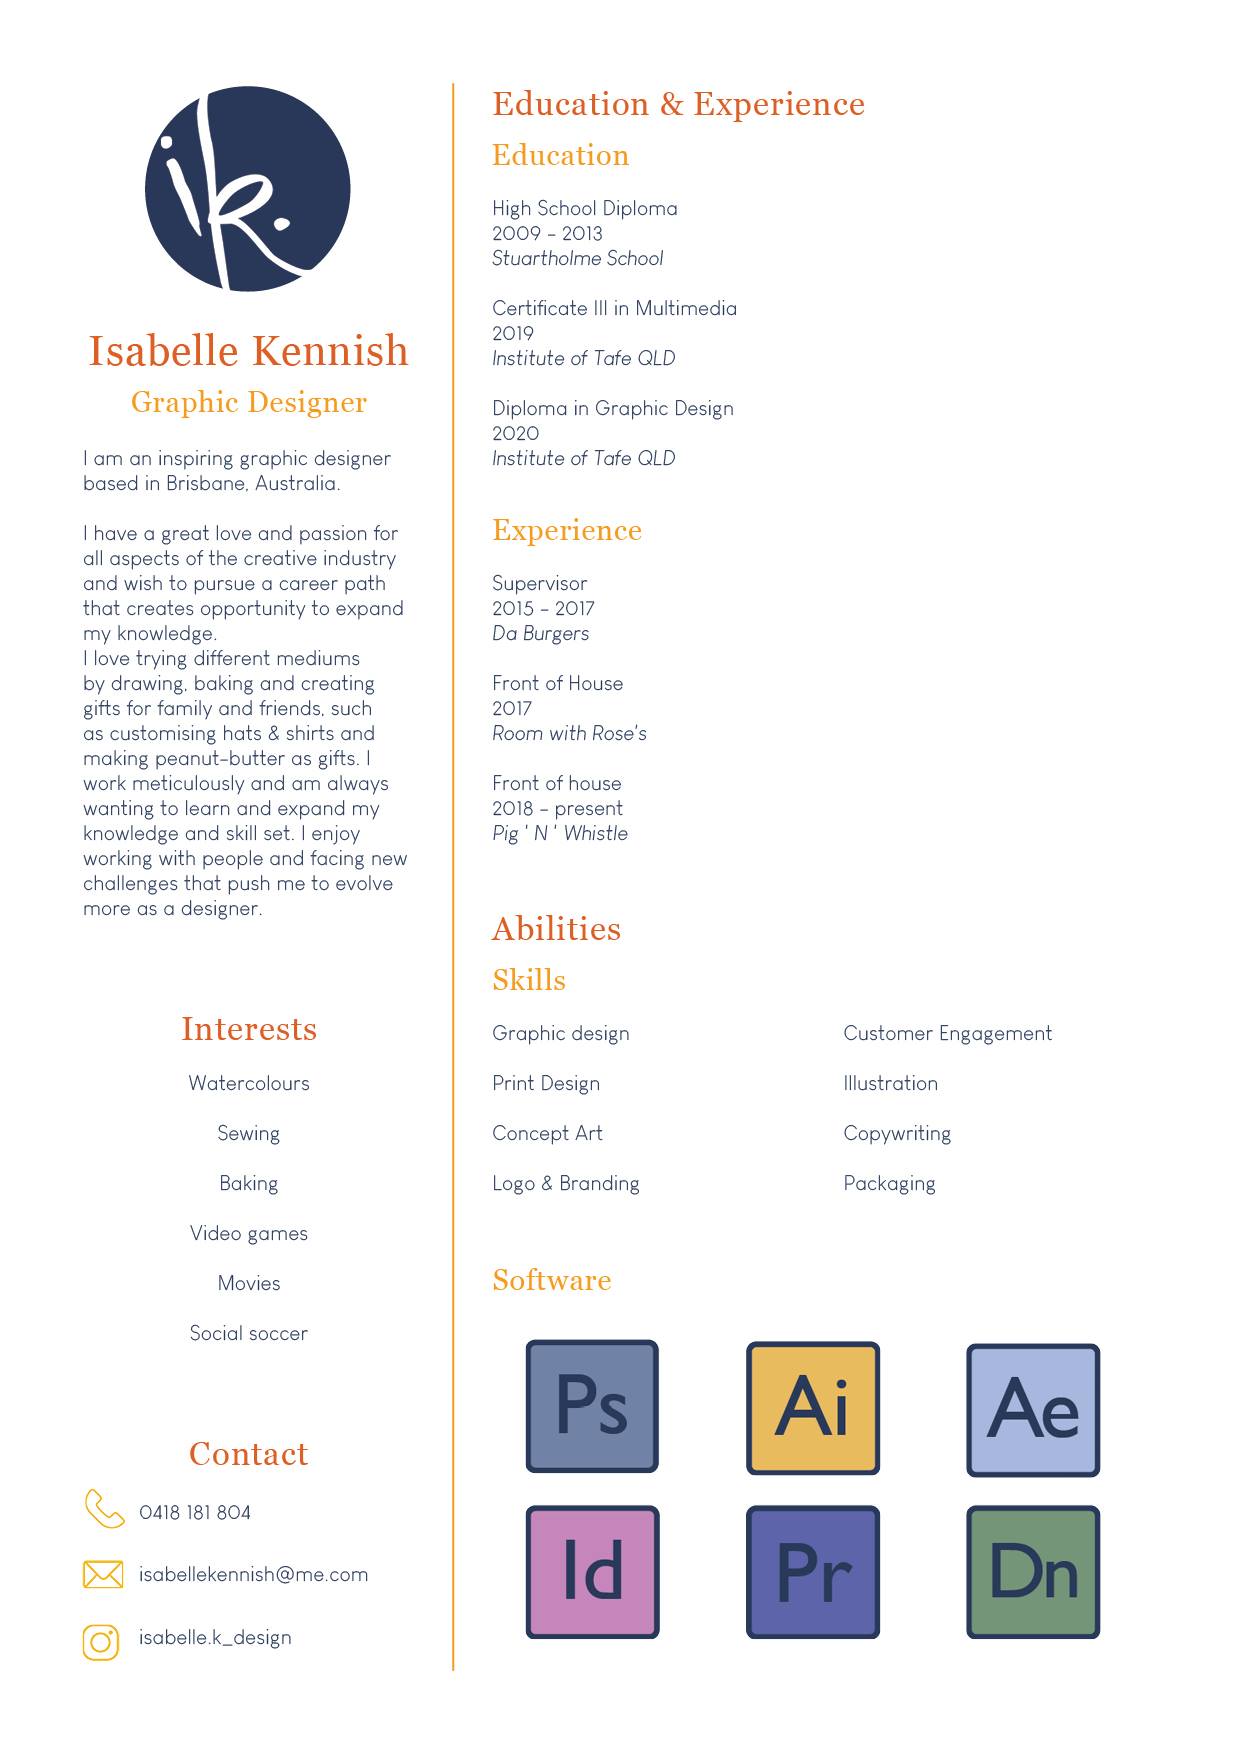 ik.
Isabelle Kennish
Graphic Designer
I am an inspiring graphic designer
based in Brisbane, Australia.
I have a great love and passion for
all aspects of the creative industry
and wish to pursue a career path
that creates opportunity to expand
my knowledge.
I love trying different mediums
by drawing, baking and creating
gifts for family and friends, such
as customising hats & shirts and
making peanut-butter as gifts. I
work meticulously and am always
wanting to learn and expand my
knowledge and skill set. I enjoy
working with people and facing new
challenges that push me to evolve
more as a designer.
Interests
Watercolours
Sewing
Baking
Video games
Movies
Social soccer
Contact
0418 181 804
isabellekennish@me.com
isabelle.k_design
Education & Experience
Education
High School Diploma
2009 - 2013
Stuartholme School
Certificate III in Multimedia
2019
Institute of Tafe QLD
Diploma in Graphic Design
2020
Institute of Tafe QLD
Experience
Supervisor
2015 - 2017
Da Burgers
Front of House
2017
Room with Rose's
Front of house
2018 - present
Pig ' N ' Whistle
Abilities
Skills
Graphic design
Print Design
Concept Art
Logo & Branding
Customer Engagement
Illustration
Copywriting
Packaging
Software
Ps
Ai
Ae
Id
Pr
Dn